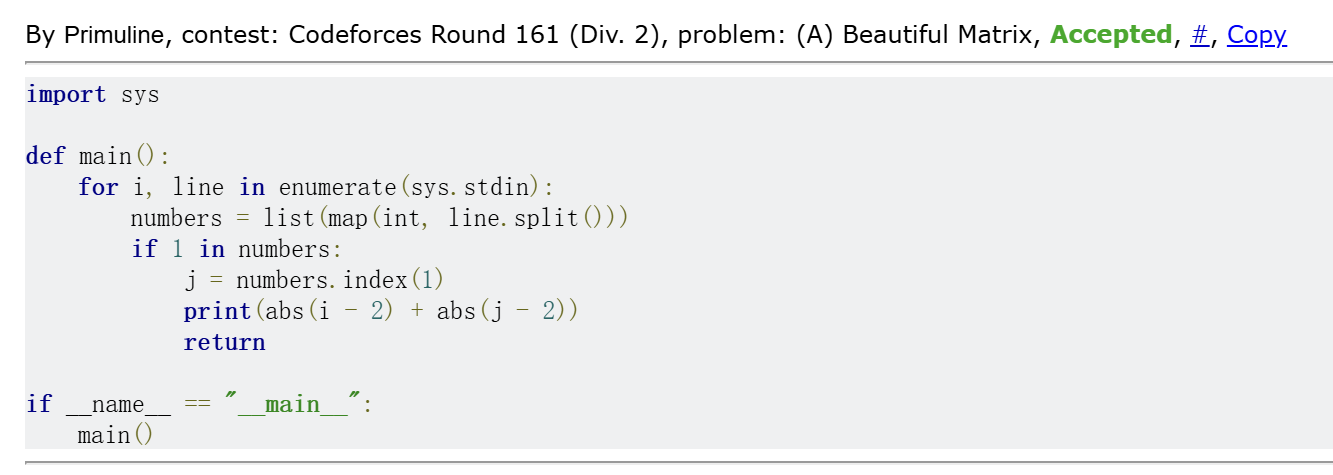 By Primuline, contest: Codeforces Round 161 (Div. 2), problem: (A) Beautiful Matrix, Accepted, #, Copy
import sys

def main():
    for i, line in enumerate(sys.stdin):
        numbers = list(map(int, line.split()))
        if 1 in numbers:
            j = numbers.index(1)
            print(abs(i - 2) + abs(j - 2))
            return

if __name__ == "__main__":
    main()